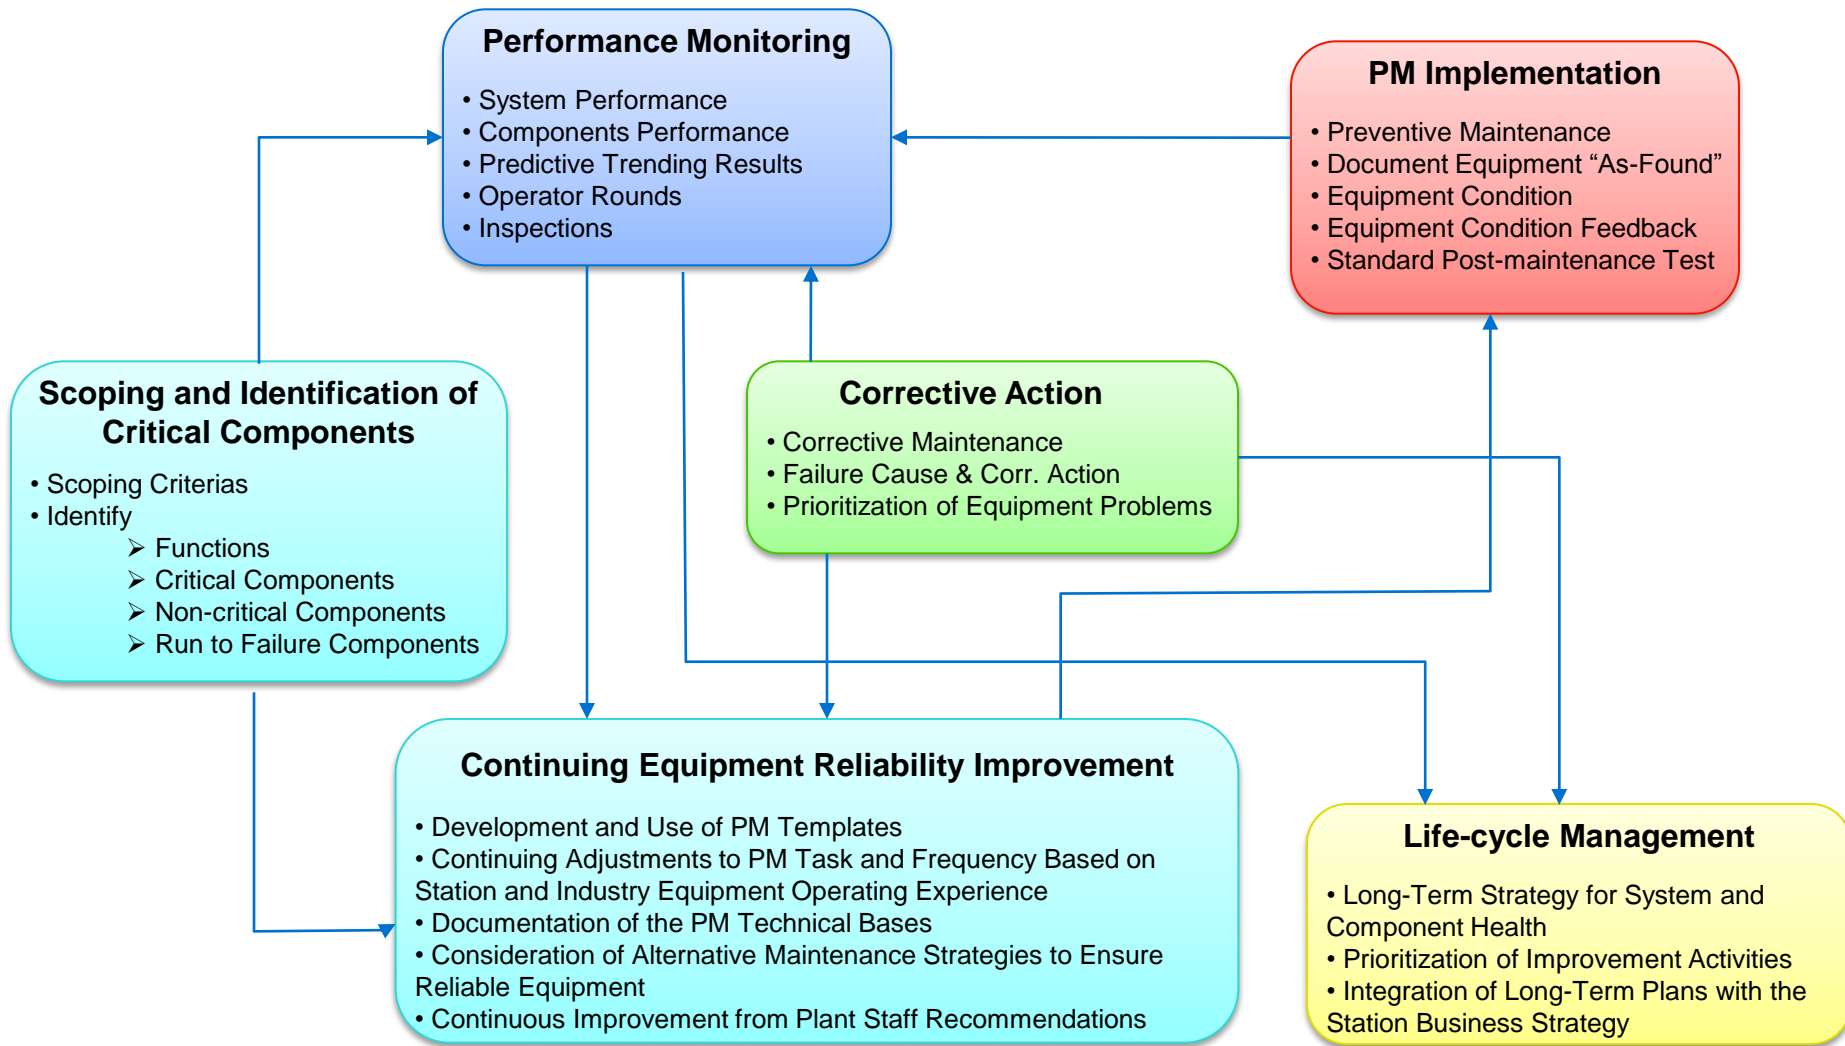 Performance Monitoring
• System Performance
• Components Performance
• Predictive Trending Results
• Operator Rounds
• Inspections
PM Implementation
• Preventive Maintenance
• Document Equipment “As-Found”
• Equipment Condition
• Equipment Condition Feedback
• Standard Post-maintenance Test
Scoping and Identification of
Critical Components
• Scoping Criterias
• Identify
➢ Functions
➢ Critical Components
➢ Non-critical Components
➢ Run to Failure Components
Corrective Action
• Corrective Maintenance
• Failure Cause & Corr. Action
• Prioritization of Equipment Problems
Continuing Equipment Reliability Improvement
• Development and Use of PM Templates
• Continuing Adjustments to PM Task and Frequency Based on
Station and Industry Equipment Operating Experience
• Documentation of the PM Technical Bases
• Consideration of Alternative Maintenance Strategies to Ensure
Reliable Equipment
• Continuous Improvement from Plant Staff Recommendations
Life-cycle Management
• Long-Term Strategy for System and
Component Health
• Prioritization of Improvement Activities
• Integration of Long-Term Plans with the
Station Business Strategy